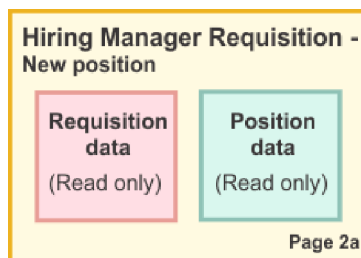 Hiring Manager Requisition -
New position
Requisition
data
(Read only)
Position
data
(Read only)
Page 2a